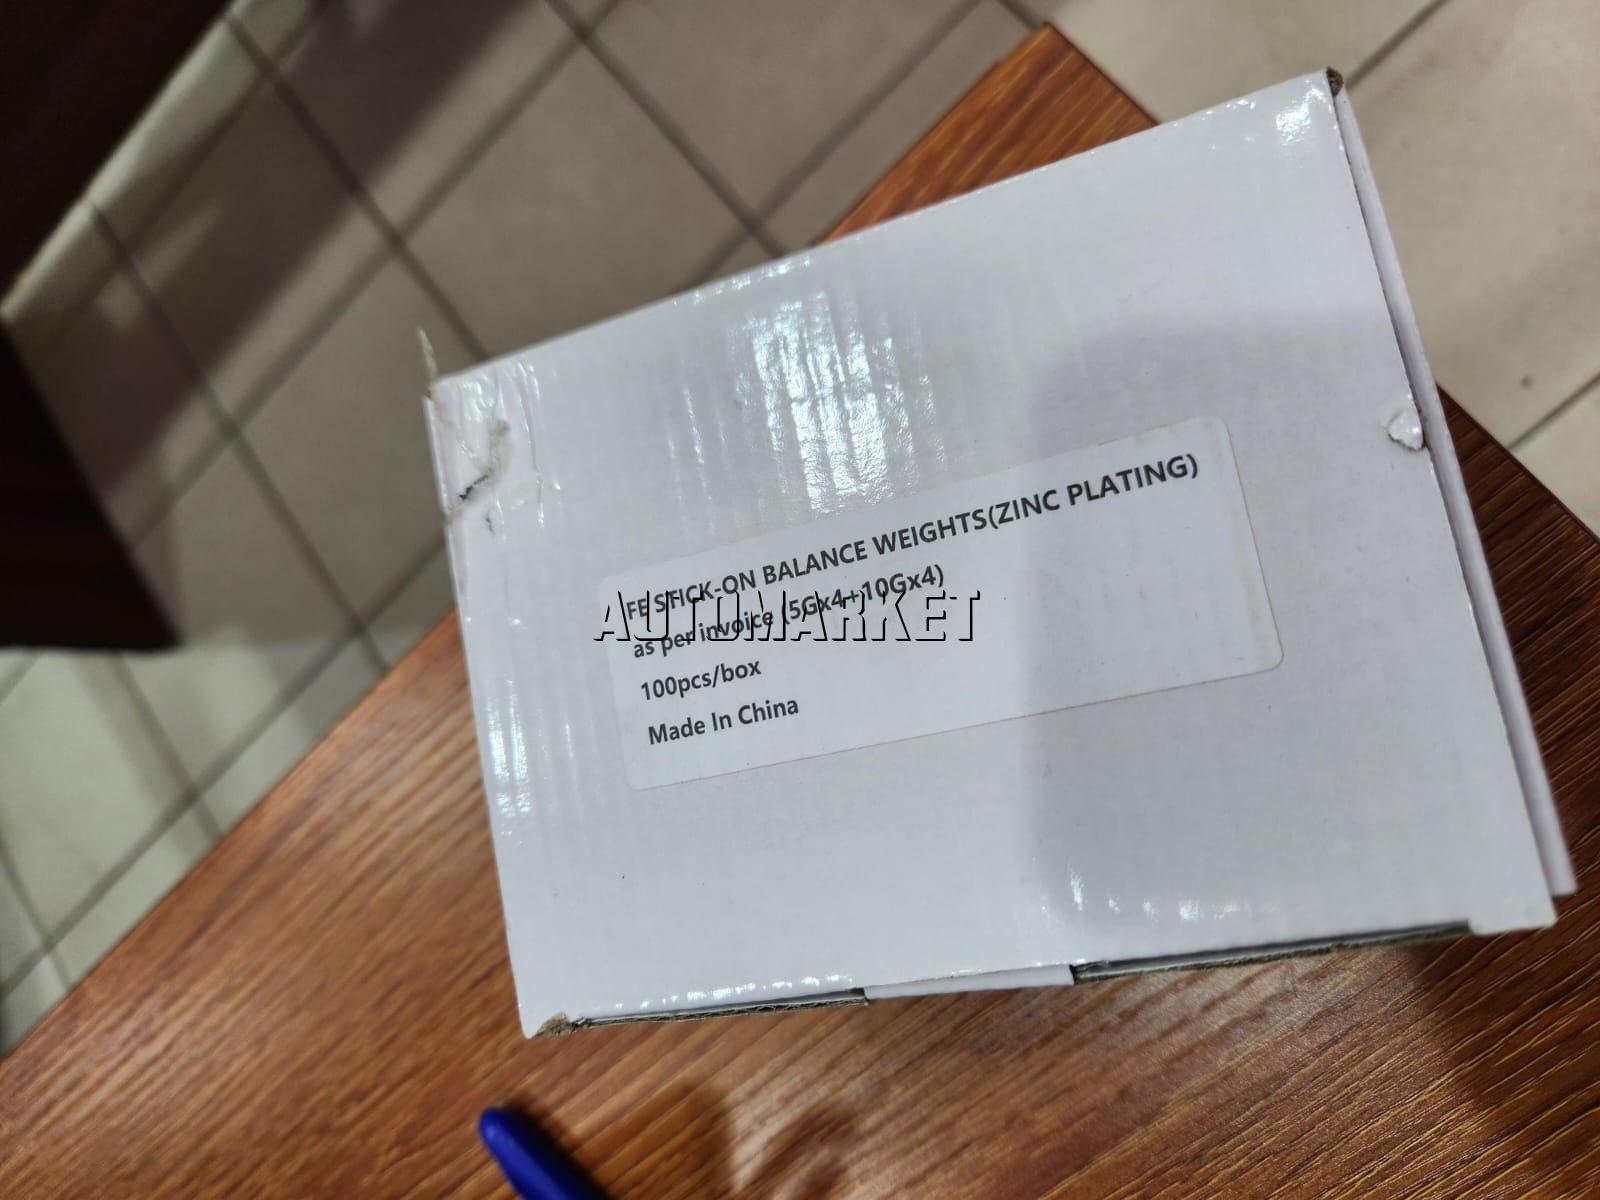 FE STICK-ON BALANCE WEIGHTS(ZINC PLATING)
as per invoice (5Gx4+10Gx4)
AUTOMARKET
100pcs/box
Made In China